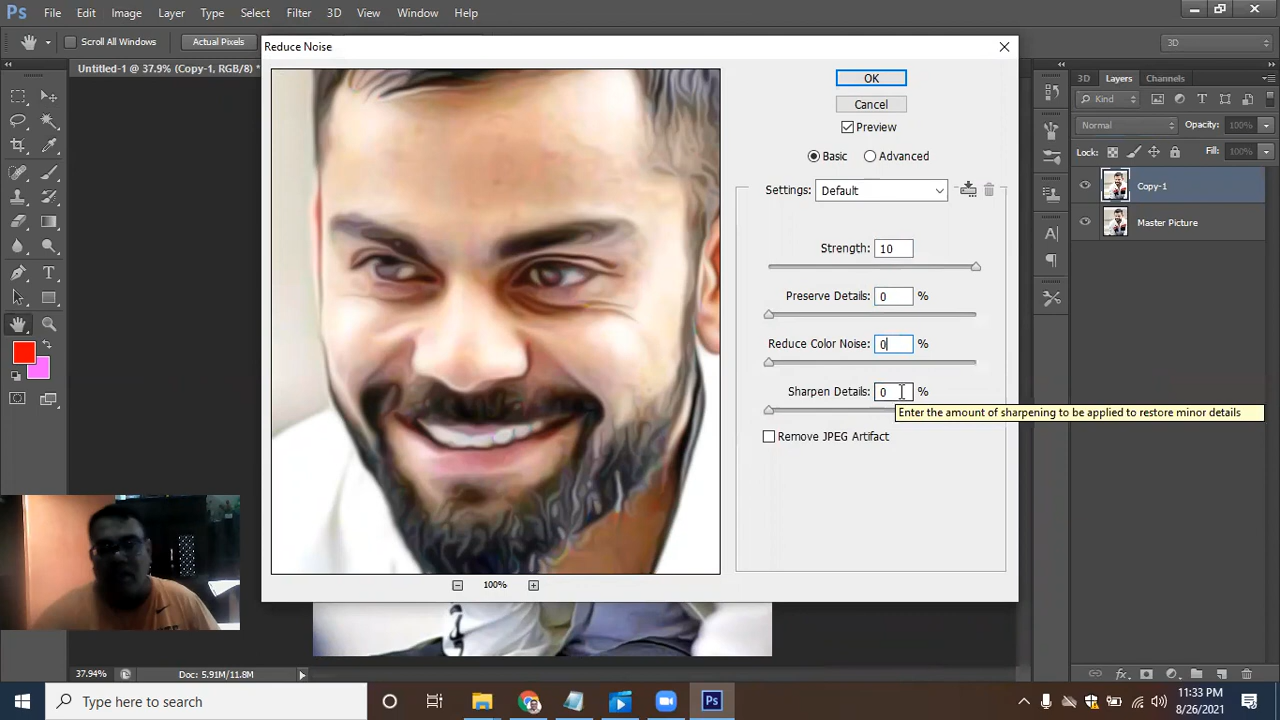 Ps File Edit Image Layer Type Select Filter 3D View Window Help
Scroll All Windows Actual Pixels 3D
Untitled-1 @ 37.9% (Copy-1, RGB/8) *
Reduce Noise
OK
Cancel
Preview
Basic Advanced
Settings: Default
Strength: 10
Preserve Details: 0 %
Reduce Color Noise: 0 %
Sharpen Details: 0 %
Enter the amount of sharpening to be applied to restore minor details
Remove JPEG Artifact
100%
3D Layers Channels
Kind
Normal Opacity: 100%
Lock: Fill: 100%
Copy-1
Master Picture
37.94% Doc: 5.91M/11.8M
Type here to search
Ps
11:33 PM
8/26/2021